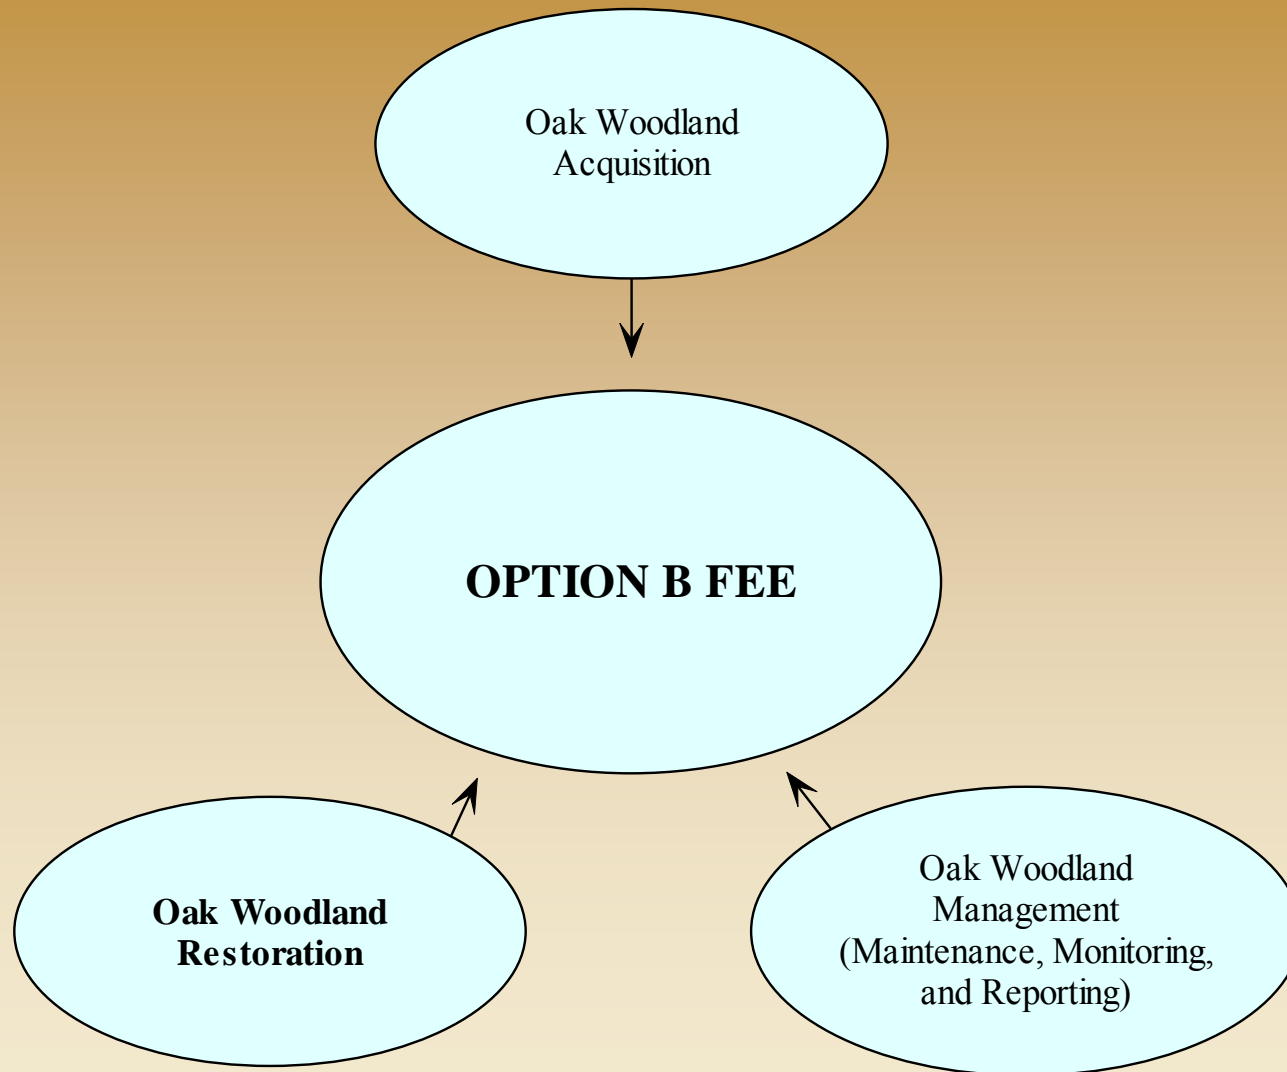 Oak Woodland
Acquisition
OPTION B FEE
Oak Woodland
Restoration
Oak Woodland
Management
(Maintenance, Monitoring,
and Reporting)